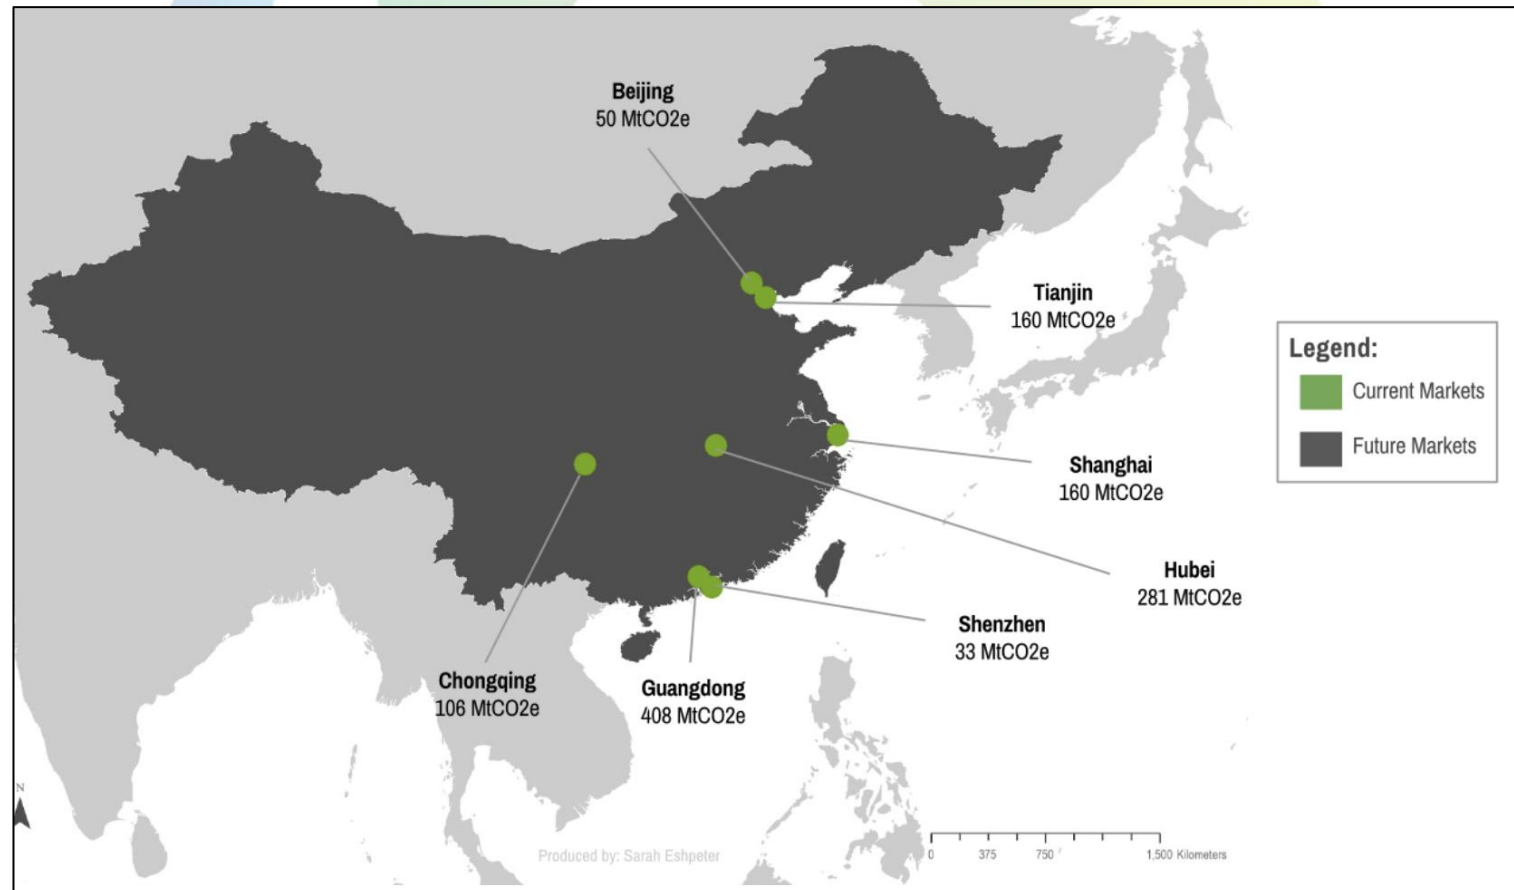 Beijing
50 MtCO2e
Tianjin
160 MtCO2e
Legend:
Current Markets
Future Markets
Shanghai
160 MtCO2e
Hubei
281 MtCO2e
Shenzhen
33 MtCO2e
Chongqing
106 MtCO2e
Guangdong
408 MtCO2e
N
Produced by: Sarah Eshpeter
0 375 750 1,500 Kilometers